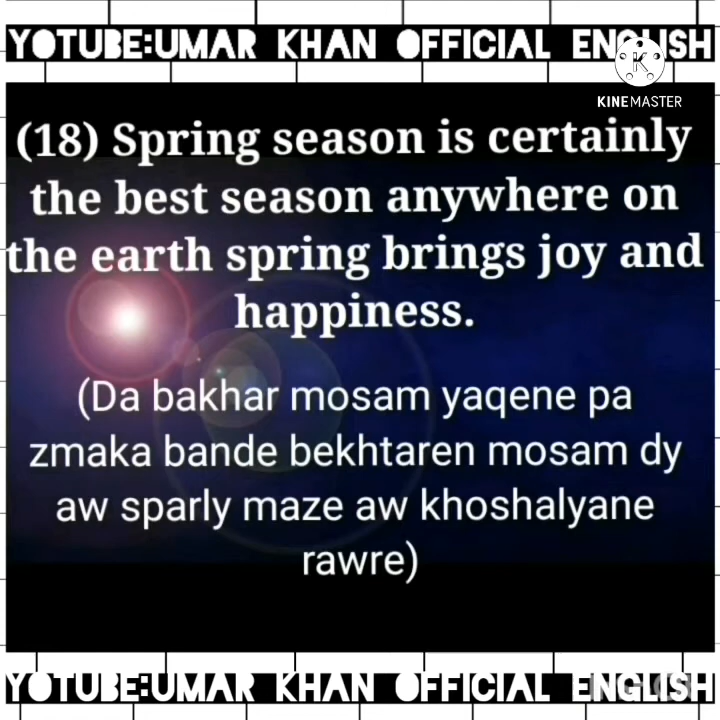 YOTUBE:UMAR KHAN OFFICIAL ENGLISH
KINEMASTER
(18) Spring season is certainly
the best season anywhere on
the earth spring brings joy and
happiness.
(Da bakhar mosam yaqene pa
zmaka bande bekhtaren mosam dy
aw sparly maze aw khoshalyane
rawre)
YOTUBE:UMAR KHAN OFFICIAL ENGLISH